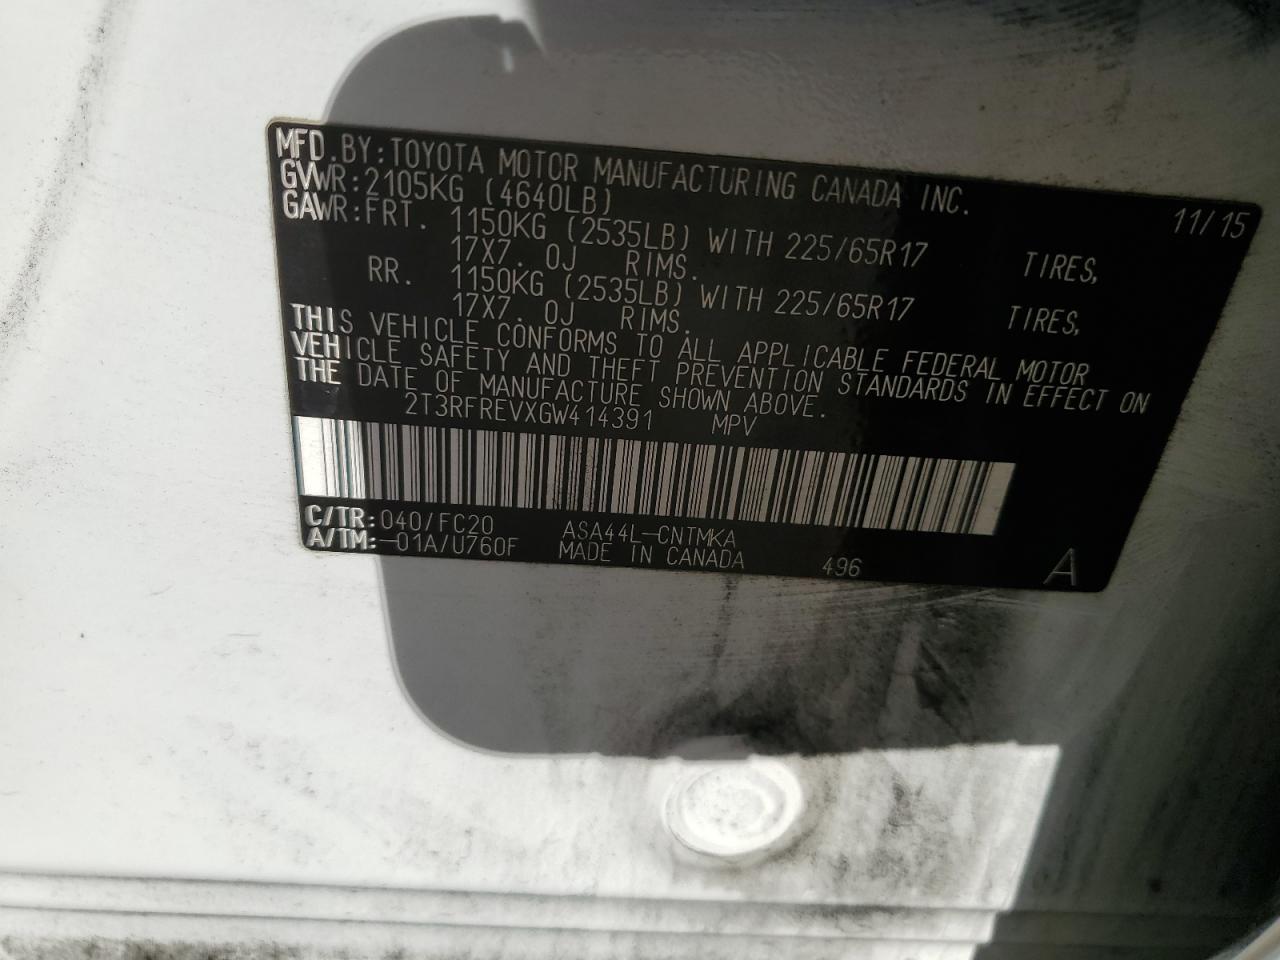 MFD.BY:TOYOTA MOTOR MANUFACTURING CANADA INC. 11/15
GVWR:2105KG (4640LB)
GAWR:FRT. 1150KG (2535LB) WITH 225/65R17 TIRES,
17X7.0J RIMS.
RR. 1150KG (2535LB) WITH 225/65R17 TIRES,
17X7.0J RIMS.
THIS VEHICLE CONFORMS TO ALL APPLICABLE FEDERAL MOTOR
VEHICLE SAFETY AND THEFT PREVENTION STANDARDS IN EFFECT ON
THE DATE OF MANUFACTURE SHOWN ABOVE.
2T3RFREVXGW414391 MPV
C/TR:040/FC20 ASA44L-CNTMKA
A/TM:-01A/U760F MADE IN CANADA 496 A